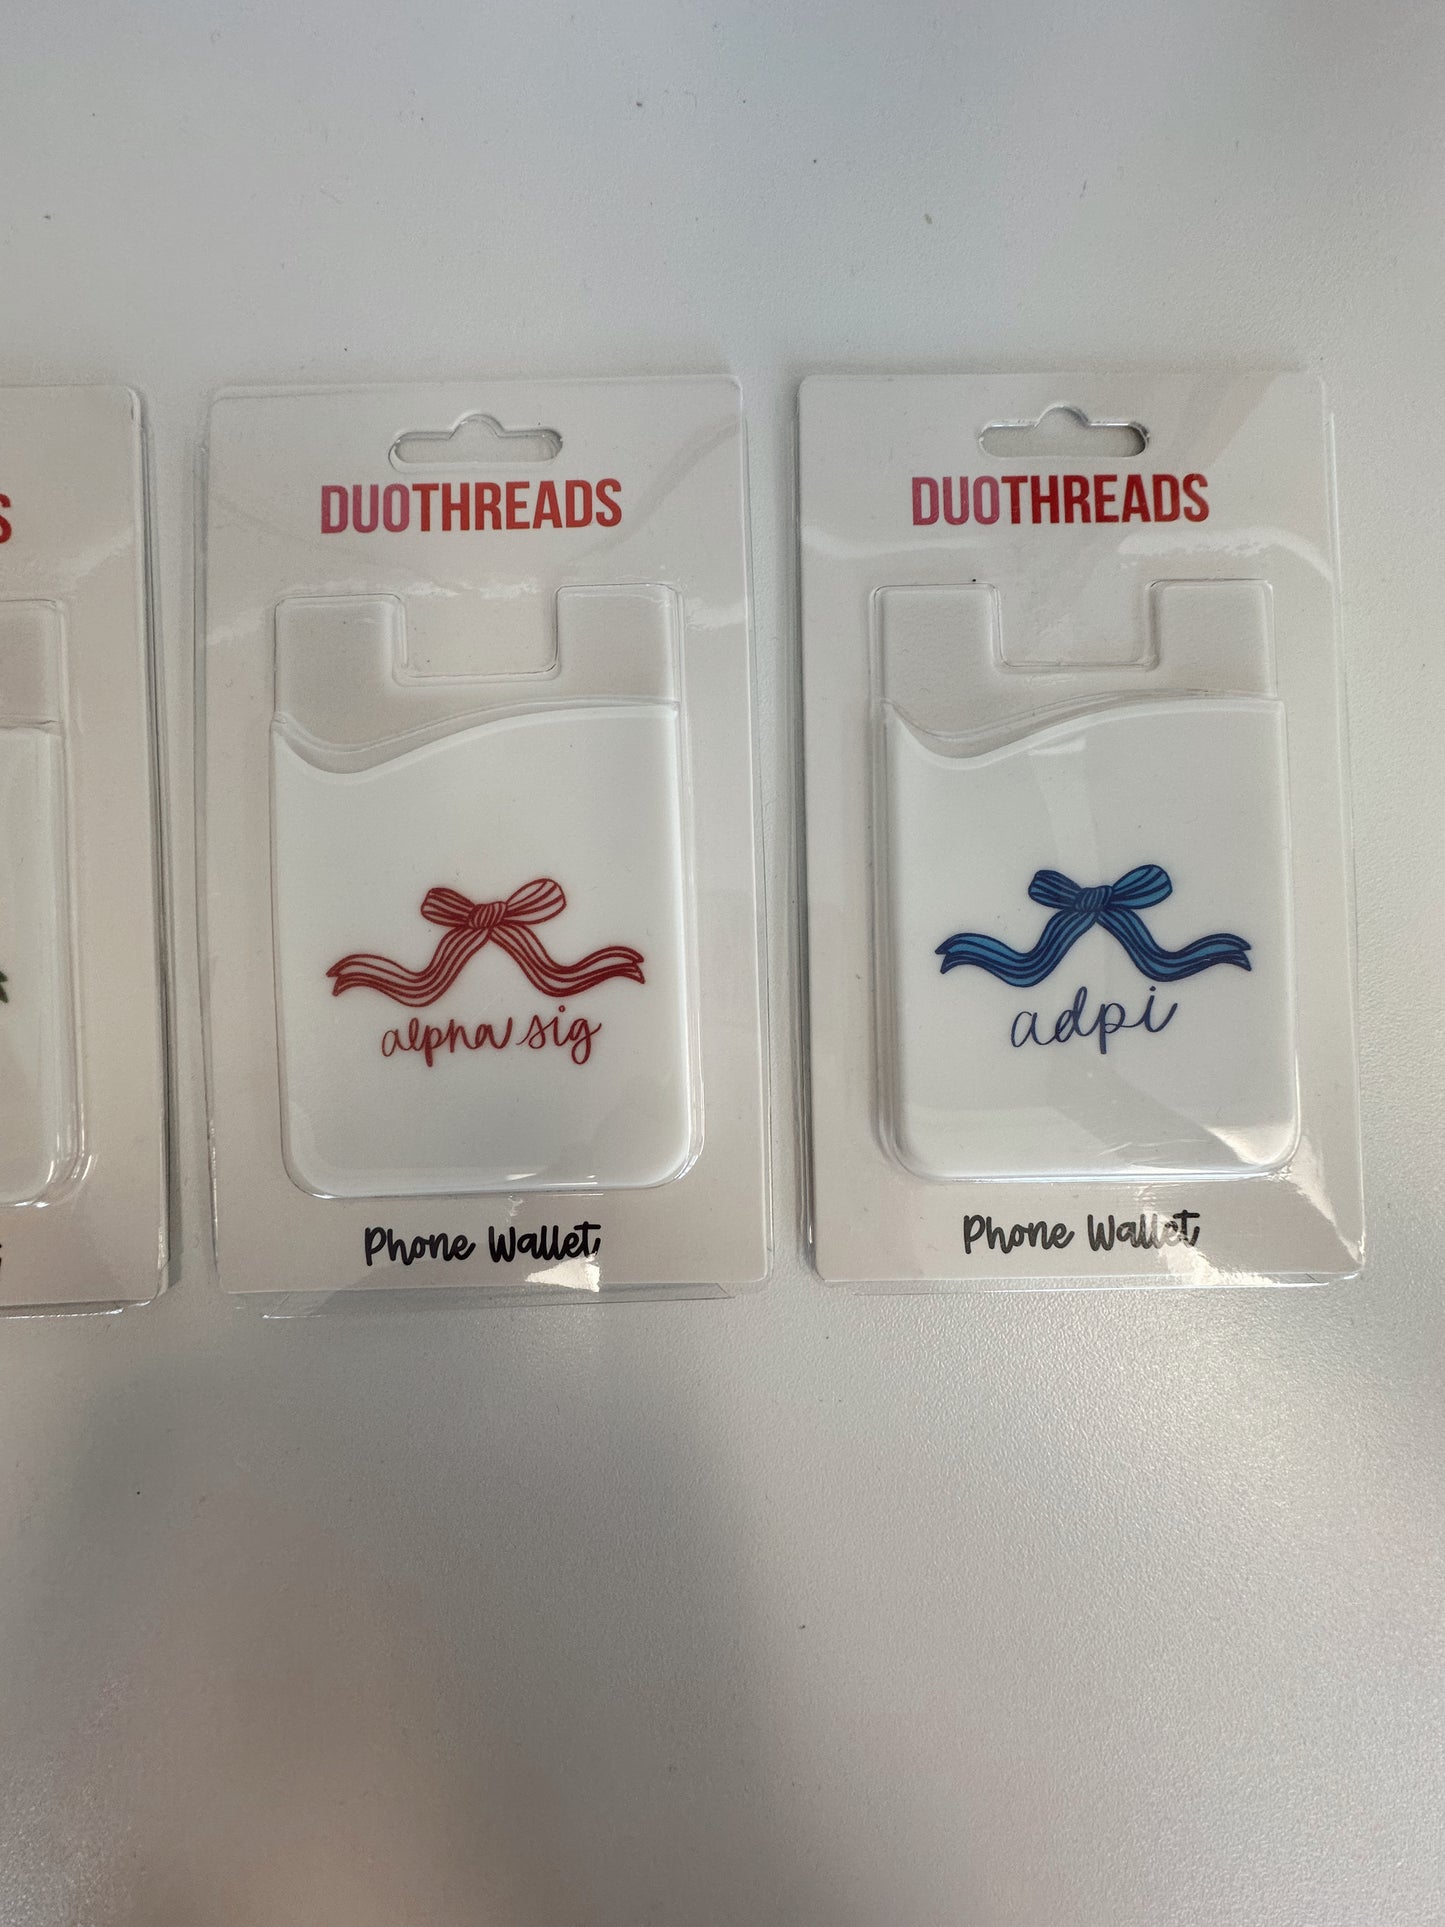 S
DUOTHREADS
alpha sig
Phone Wallet
DUOTHREADS
adpi
Phone Wallet